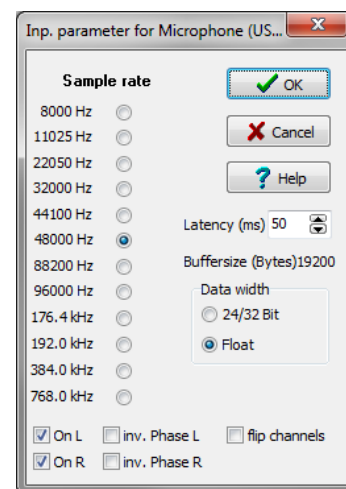 Inp. parameter for Microphone (US...
Sample rate
8000 Hz
11025 Hz
22050 Hz
32000 Hz
44100 Hz
48000 Hz
88200 Hz
96000 Hz
176.4 kHz
192.0 kHz
384.0 kHz
768.0 kHz
OK
Cancel
? Help
Latency (ms) 50
Buffersize (Bytes)19200
Data width
24/32 Bit
Float
On L inv. Phase L flip channels
On R inv. Phase R